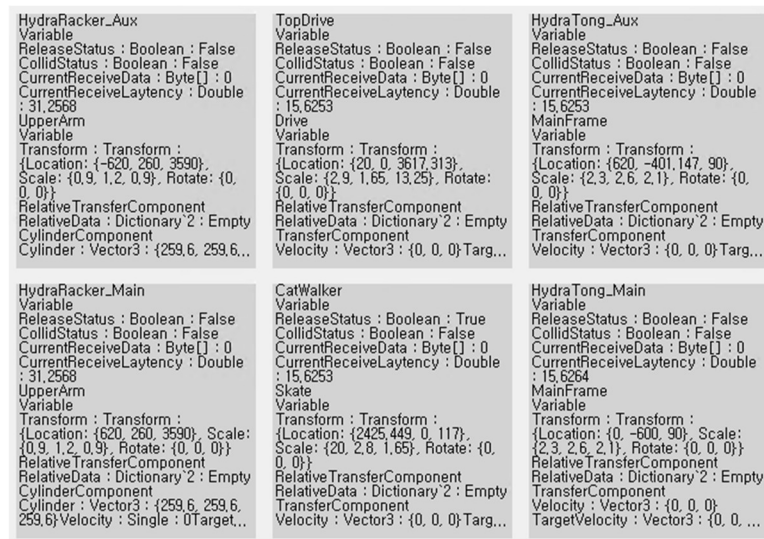 HydraRacker_Aux
Variable
ReleaseStatus : Boolean : False
CollidStatus : Boolean : False
CurrentReceiveData : Byte[] : 0
CurrentReceiveLaytency : Double
: 31,2568
UpperArm
Variable
Transform : Transform :
{Location: {-620, 260, 3590},
Scale: {0,9, 1,2, 0,9}, Rotate: {0,
0, 0}}
RelativeTransferComponent
RelativeData : Dictionary`2 : Empty
CylinderComponent
Cylinder : Vector3 : {259,6, 259,6...
TopDrive
Variable
ReleaseStatus : Boolean : False
CollidStatus : Boolean : False
CurrentReceiveData : Byte[] : 0
CurrentReceiveLaytency : Double
: 15,6253
Drive
Variable
Transform : Transform :
{Location: {20, 0, 3617,313},
Scale: {2,9, 1,65, 13,25}, Rotate:
{0, 0, 0}}
RelativeTransferComponent
RelativeData : Dictionary`2 : Empty
TransferComponent
Velocity : Vector3 : {0, 0, 0}Targ...
HydraTong_Aux
Variable
ReleaseStatus : Boolean : False
CollidStatus : Boolean : False
CurrentReceiveData : Byte[] : 0
CurrentReceiveLaytency : Double
: 15,6253
MainFrame
Variable
Transform : Transform :
{Location: {620, -401,147, 90},
Scale: {2,3, 2,6, 2,1}, Rotate: {0,
0, 0}}
RelativeTransferComponent
RelativeData : Dictionary`2 : Empty
TransferComponent
Velocity : Vector3 : {0, 0, 0}Targ...
HydraRacker_Main
Variable
ReleaseStatus : Boolean : False
CollidStatus : Boolean : False
CurrentReceiveData : Byte[] : 0
CurrentReceiveLaytency : Double
: 31,2568
UpperArm
Variable
Transform : Transform :
{Location: {620, 260, 3590}, Scale:
{0,9, 1,2, 0,9}, Rotate: {0, 0, 0}}
RelativeTransferComponent
RelativeData : Dictionary`2 : Empty
CylinderComponent
Cylinder : Vector3 : {259,6, 259,6,
259,6}Velocity : Single : 0Target...
CatWalker
Variable
ReleaseStatus : Boolean : True
CollidStatus : Boolean : False
CurrentReceiveData : Byte[] : 0
CurrentReceiveLaytency : Double
: 15,6253
Skate
Variable
Transform : Transform :
{Location: {2425,449, 0, 117},
Scale: {20, 2,8, 1,65}, Rotate: {0,
0, 0}}
RelativeTransferComponent
RelativeData : Dictionary`2 : Empty
TransferComponent
Velocity : Vector3 : {0, 0, 0}Targ...
HydraTong_Main
Variable
ReleaseStatus : Boolean : False
CollidStatus : Boolean : False
CurrentReceiveData : Byte[] : 0
CurrentReceiveLaytency : Double
: 15,6264
MainFrame
Variable
Transform : Transform :
{Location: {0, -600, 90}, Scale:
{2,3, 2,6, 2,1}, Rotate: {0, 0, 0}}
RelativeTransferComponent
RelativeData : Dictionary`2 : Empty
TransferComponent
Velocity : Vector3 : {0, 0, 0}
TargetVelocity : Vector3 : {0, 0, ...